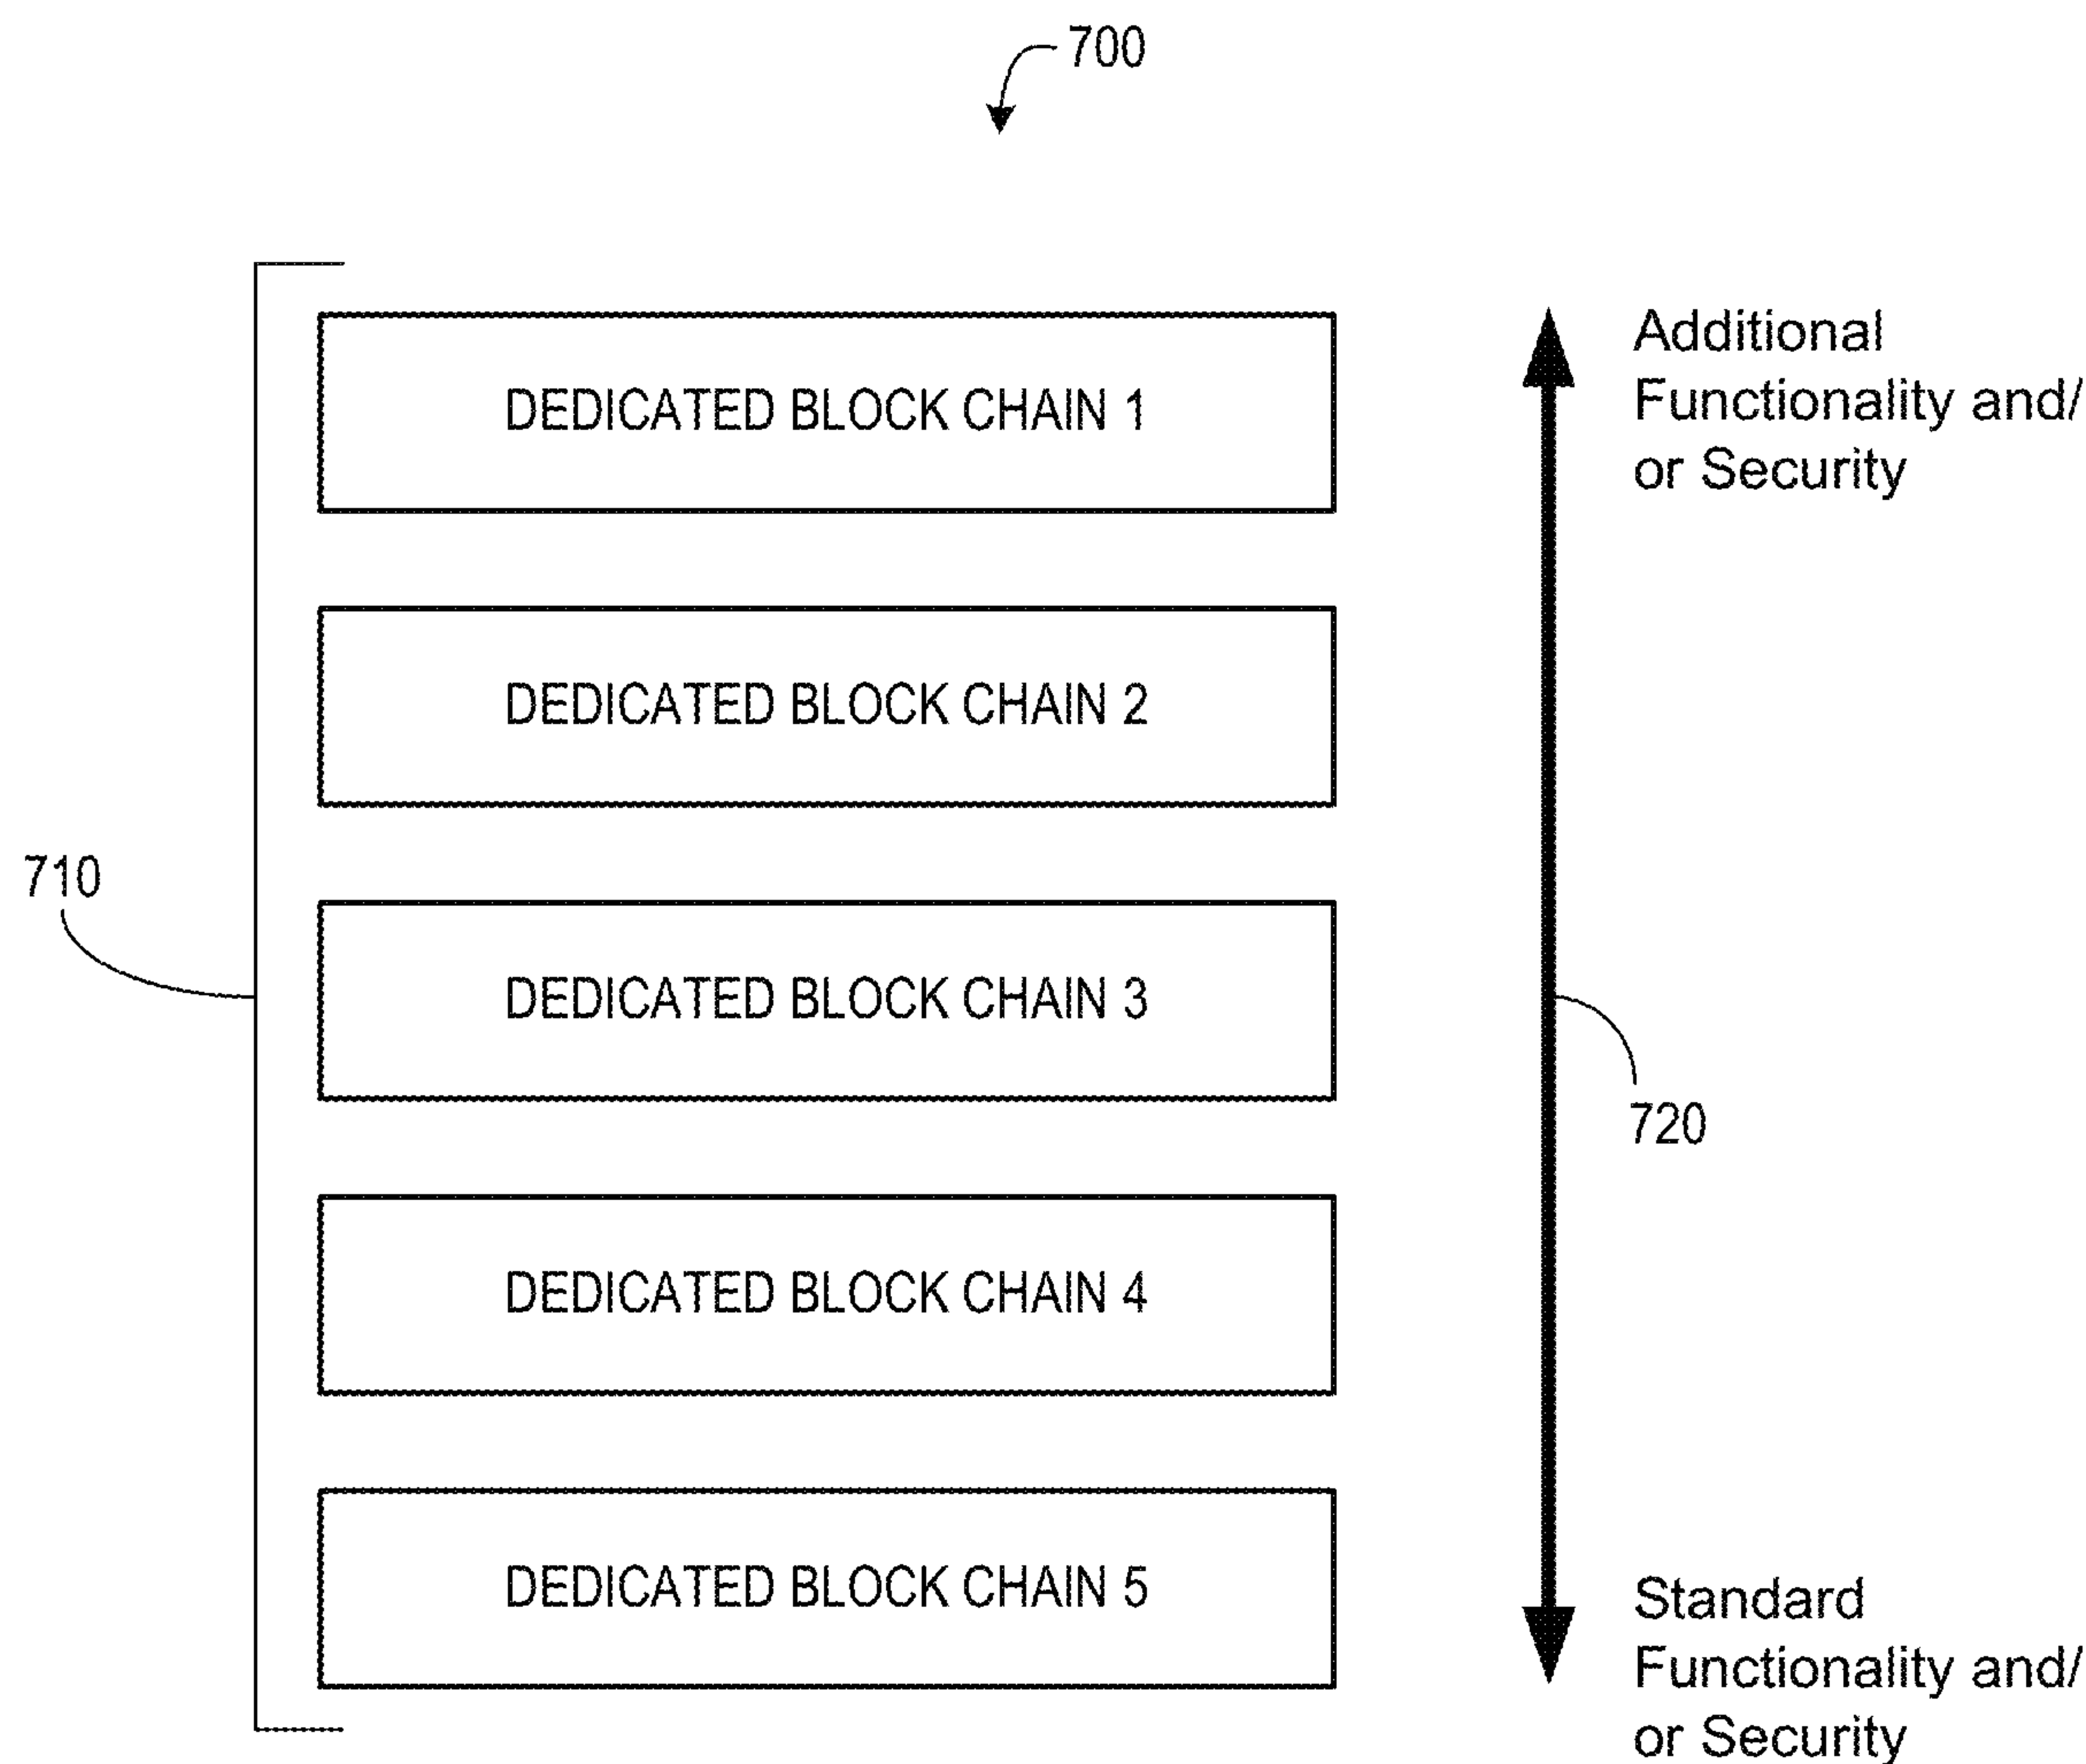 700
DEDICATED BLOCK CHAIN 1
Additional
Functionality and/
or Security
DEDICATED BLOCK CHAIN 2
710
DEDICATED BLOCK CHAIN 3
720
DEDICATED BLOCK CHAIN 4
DEDICATED BLOCK CHAIN 5
Standard
Functionality and/
or Security